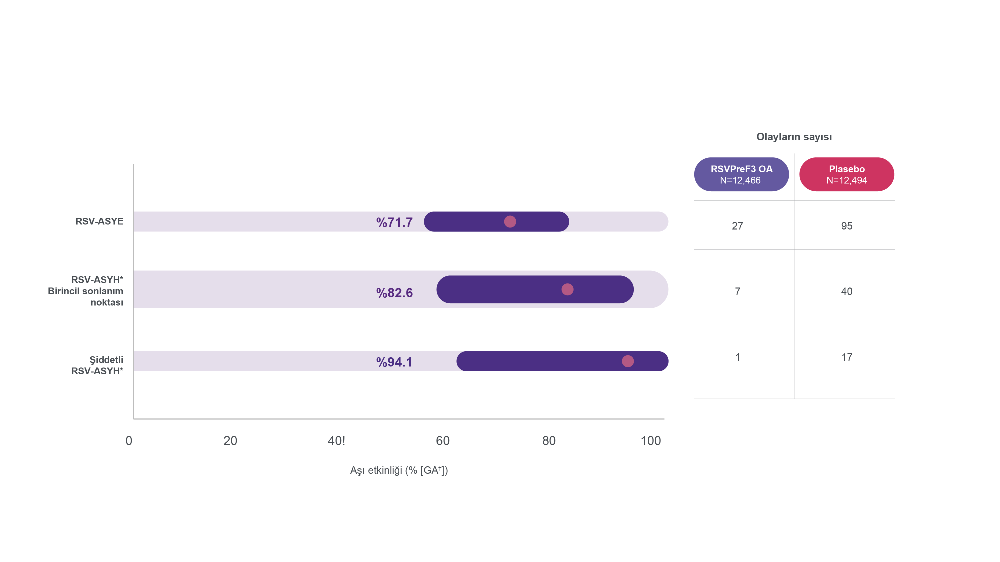 Olayların sayısı
RSVPreF3 OA
N=12,466
Plasebo
N=12,494
RSV-ASYE
%71.7
27
95
RSV-ASYH*
Birincil sonlanım
noktası
%82.6
7
40
Şiddetli
RSV-ASYH*
%94.1
1
17
0
20
40!
60
80
100
Aşı etkinliği (% [GA†])